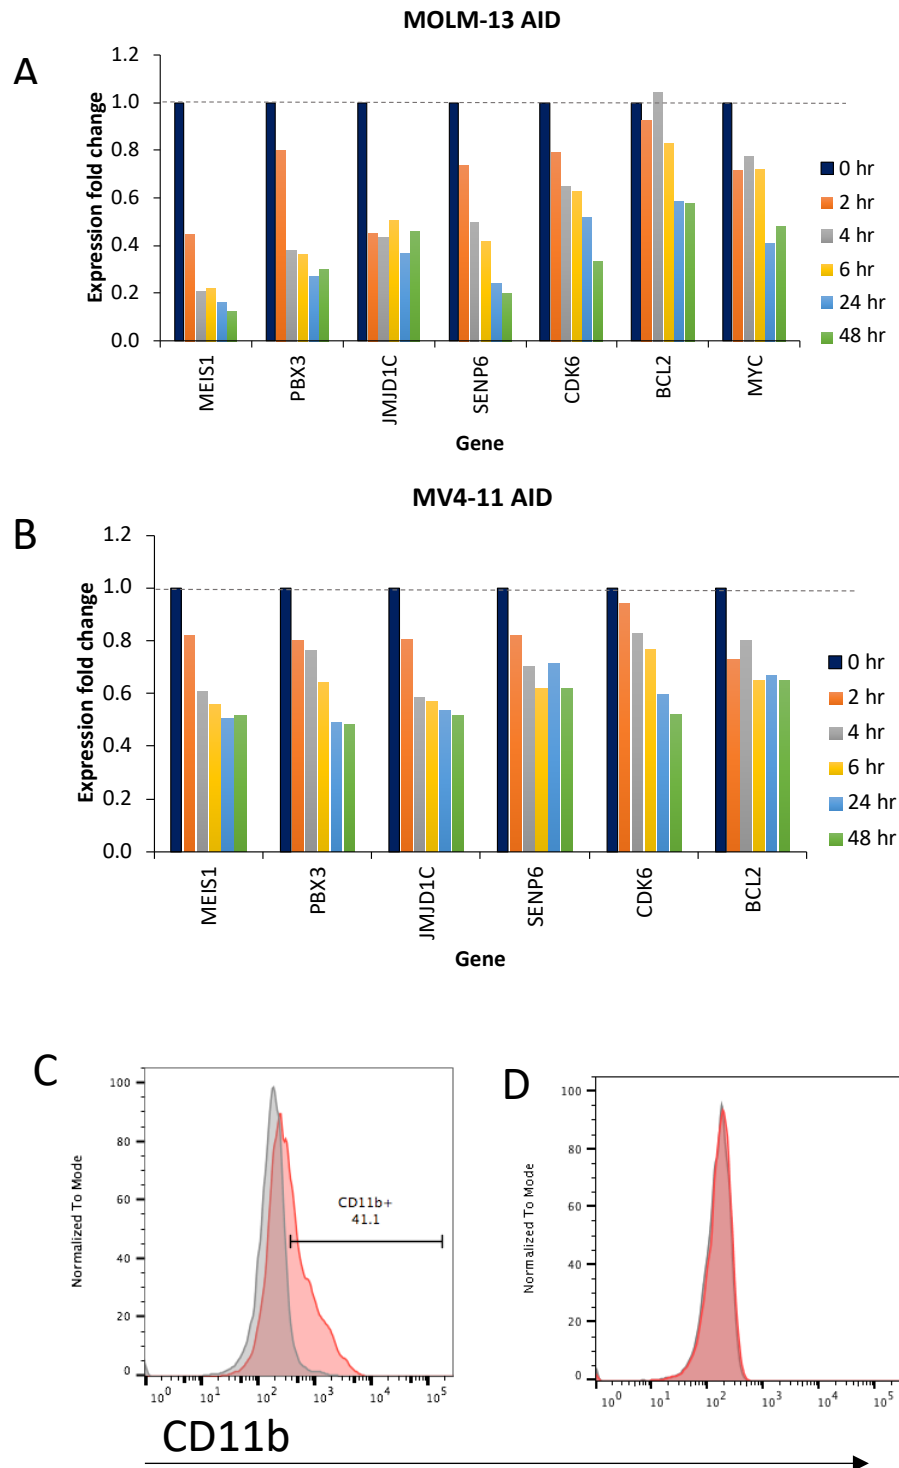 MOLM-13 AID
A
Expression fold change
1.2
1.0
0.8
0.6
0.4
0.2
0.0
MEIS1
PBX3
JMJD1C
SENP6
CDK6
BCL2
MYC
Gene
0 hr
2 hr
4 hr
6 hr
24 hr
48 hr
MV4-11 AID
B
Expression fold change
1.2
1.0
0.8
0.6
0.4
0.2
0.0
MEIS1
PBX3
JMJD1C
SENP6
CDK6
BCL2
Gene
0 hr
2 hr
4 hr
6 hr
24 hr
48 hr
C
Normalized To Mode
100
80
60
40
20
0
CD11b+
41.1
10^0 10^1 10^2 10^3 10^4 10^5
D
Normalized To Mode
100
80
60
40
20
0
10^0 10^1 10^2 10^3 10^4 10^5
CD11b